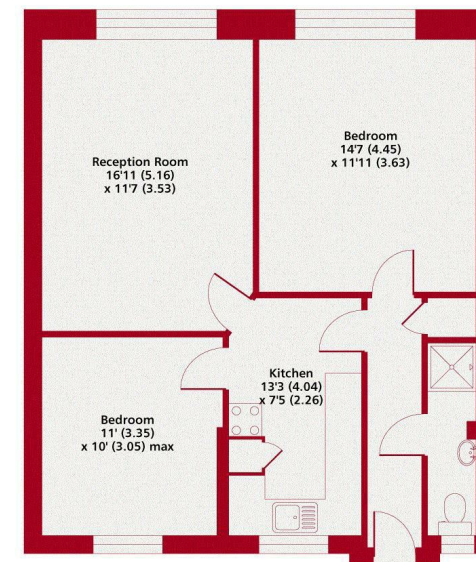 Reception Room
16'11 (5.16)
x 11'7 (3.53)
Bedroom
14'7 (4.45)
x 11'11 (3.63)
Kitchen
13'3 (4.04)
x 7'5 (2.26)
Bedroom
11' (3.35)
x 10' (3.05) max